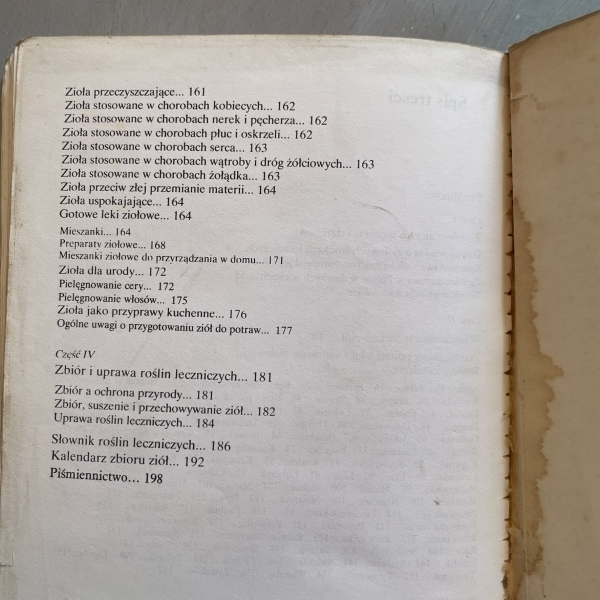 Zioła przeczyszczające... 161
Zioła stosowane w chorobach kobiecych... 162
Zioła stosowane w chorobach nerek i pęcherza... 162
Zioła stosowane w chorobach płuc i oskrzeli... 162
Zioła stosowane w chorobach serca... 163
Zioła stosowane w chorobach wątroby i dróg żółciowych... 163
Zioła stosowane w chorobach żołądka... 163
Zioła przeciw złej przemianie materii... 164
Zioła uspokajające... 164
Gotowe leki ziołowe... 164
Mieszanki... 164
Preparaty ziołowe... 168
Mieszanki ziołowe do przyrządzania w domu... 171
Zioła dla urody... 172
Pielęgnowanie cery... 172
Pielęgnowanie włosów... 175
Zioła jako przyprawy kuchenne... 176
Ogólne uwagi o przygotowaniu ziół do potraw... 177
Część IV
Zbiór i uprawa roślin leczniczych... 181
Zbiór a ochrona przyrody... 181
Zbiór, suszenie i przechowywanie ziół... 182
Uprawa roślin leczniczych... 184
Słownik roślin leczniczych... 186
Kalendarz zbioru ziół... 192
Piśmiennictwo... 198